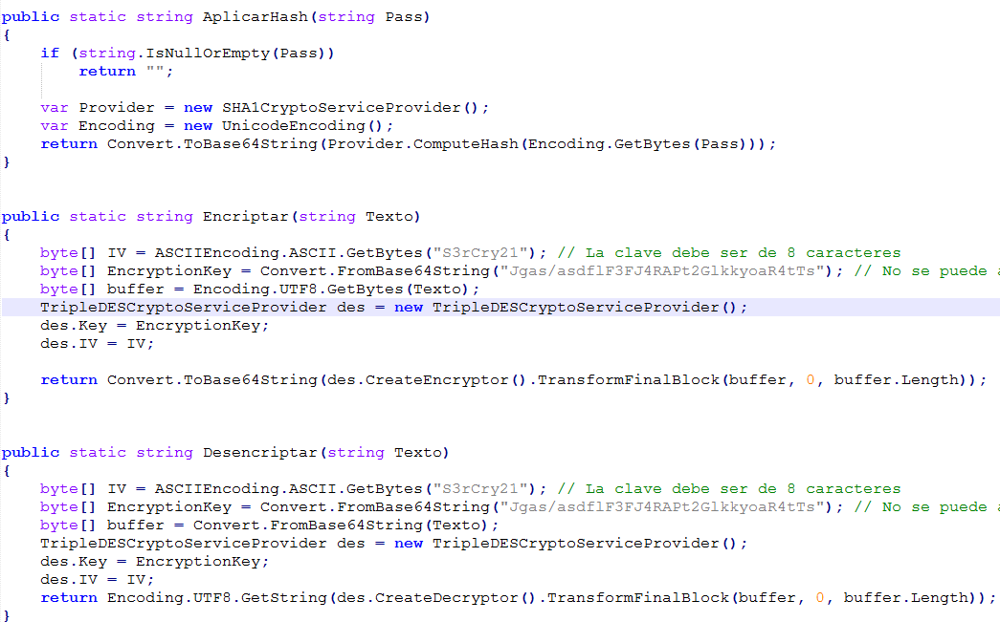 public static string AplicarHash(string Pass)
{
    if (string.IsNullOrEmpty(Pass))
        return "";
    var Provider = new SHA1CryptoServiceProvider();
    var Encoding = new UnicodeEncoding();
    return Convert.ToBase64String(Provider.ComputeHash(Encoding.GetBytes(Pass)));
}
public static string Encriptar(string Texto)
{
    byte[] IV = ASCIIEncoding.ASCII.GetBytes("S3rCry21"); // La clave debe ser de 8 caracteres
    byte[] EncryptionKey = Convert.FromBase64String("Jgas/asdflF3FJ4RAPt2GlkkyoaR4tTs"); // No se puede
    byte[] buffer = Encoding.UTF8.GetBytes(Texto);
    TripleDESCryptoServiceProvider des = new TripleDESCryptoServiceProvider();
    des.Key = EncryptionKey;
    des.IV = IV;
    return Convert.ToBase64String(des.CreateEncryptor().TransformFinalBlock(buffer, 0, buffer.Length));
}
public static string Desencriptar(string Texto)
{
    byte[] IV = ASCIIEncoding.ASCII.GetBytes("S3rCry21"); // La clave debe ser de 8 caracteres
    byte[] EncryptionKey = Convert.FromBase64String("Jgas/asdflF3FJ4RAPt2GlkkyoaR4tTs"); // No se puede
    byte[] buffer = Convert.FromBase64String(Texto);
    TripleDESCryptoServiceProvider des = new TripleDESCryptoServiceProvider();
    des.Key = EncryptionKey;
    des.IV = IV;
    return Encoding.UTF8.GetString(des.CreateDecryptor().TransformFinalBlock(buffer, 0, buffer.Length));
}